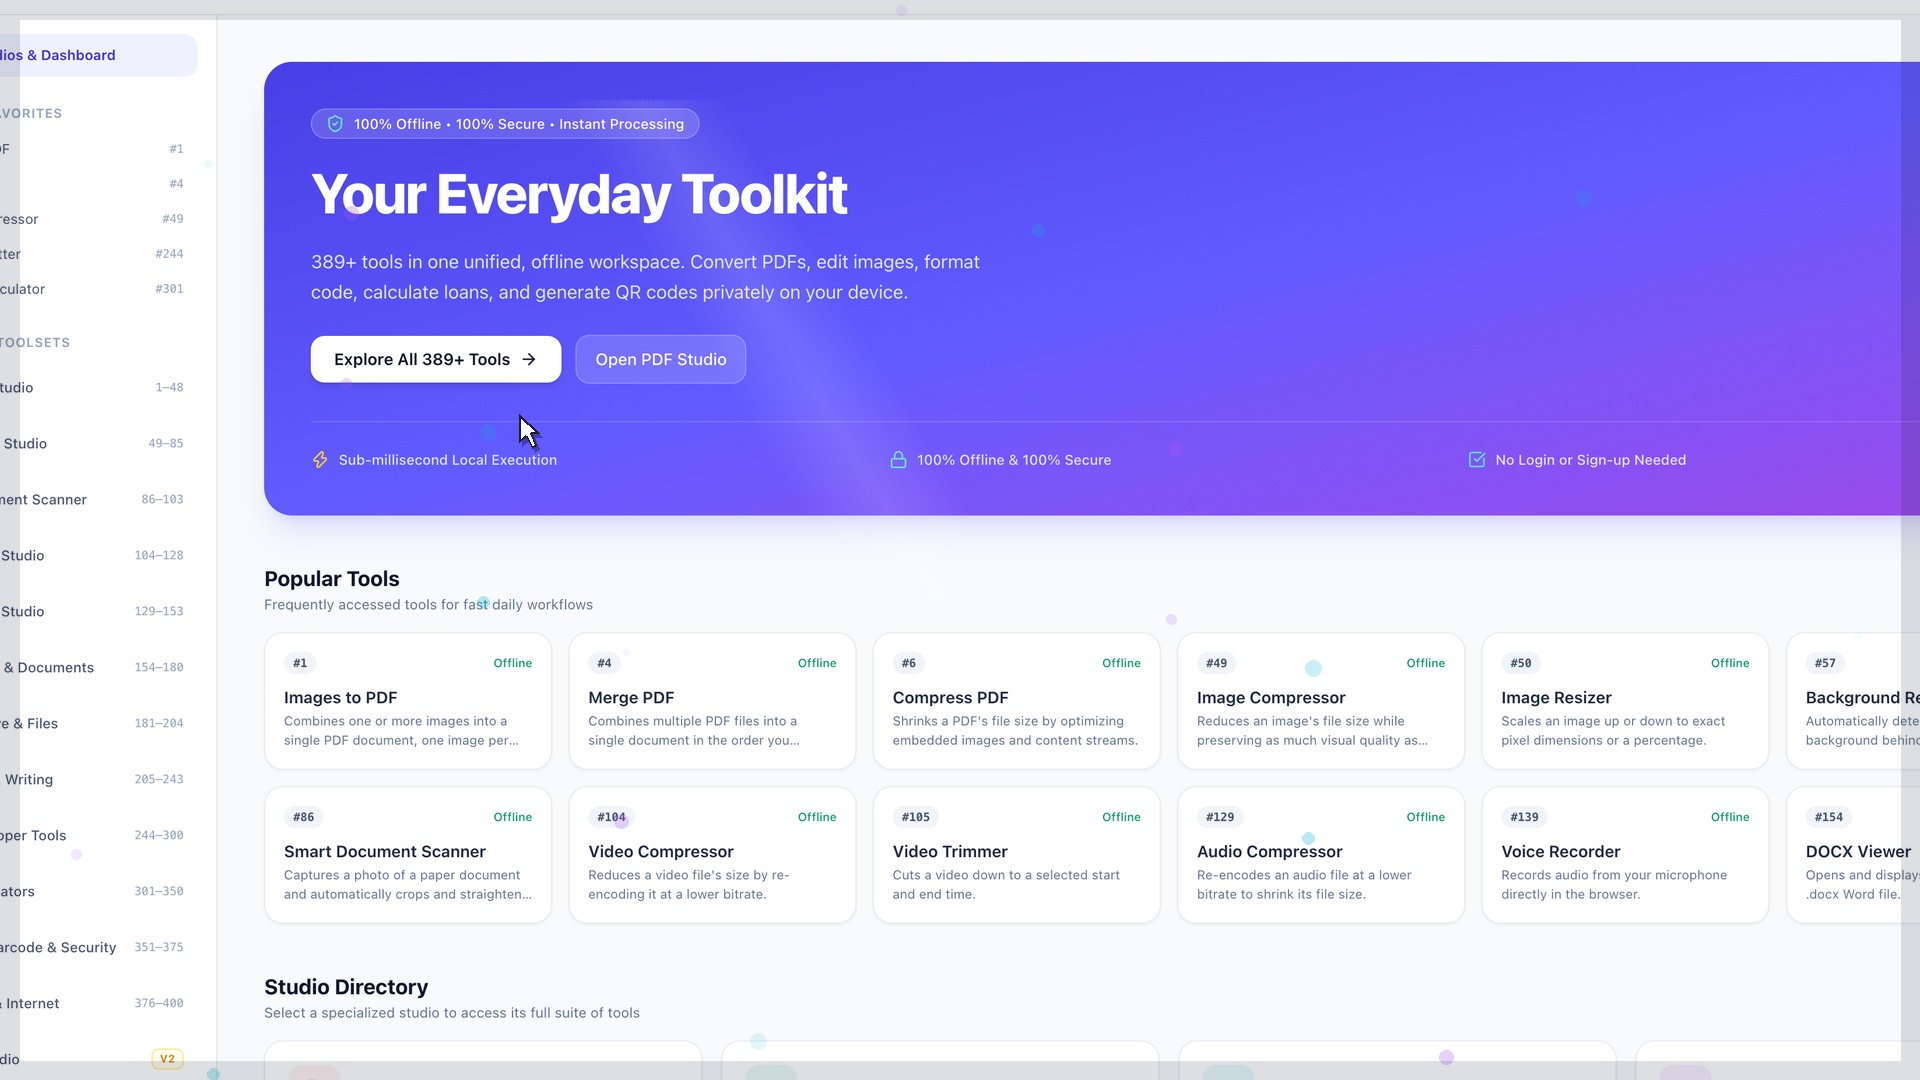 dios & Dashboard
AVORITES
DF #1
#4
ressor #49
tter #244
culator #301
TOOLSETS
tudio 1–48
Studio 49–85
ment Scanner 86–103
Studio 104–128
Studio 129–153
& Documents 154–180
ve & Files 181–204
Writing 205–243
oper Tools 244–300
ators 301–350
arcode & Security 351–375
& Internet 376–400
dio V2
100% Offline • 100% Secure • Instant Processing
Your Everyday Toolkit
389+ tools in one unified, offline workspace. Convert PDFs, edit images, format
code, calculate loans, and generate QR codes privately on your device.
Explore All 389+ Tools → Open PDF Studio
Sub-millisecond Local Execution 100% Offline & 100% Secure No Login or Sign-up Needed
Popular Tools
Frequently accessed tools for fast daily workflows
#1 Offline
Images to PDF
Combines one or more images into a
single PDF document, one image per...
#4 Offline
Merge PDF
Combines multiple PDF files into a
single document in the order you...
#6 Offline
Compress PDF
Shrinks a PDF's file size by optimizing
embedded images and content streams.
#49 Offline
Image Compressor
Reduces an image's file size while
preserving as much visual quality as...
#50 Offline
Image Resizer
Scales an image up or down to exact
pixel dimensions or a percentage.
#57
Background Re
Automatically dete
background behind
#86 Offline
Smart Document Scanner
Captures a photo of a paper document
and automatically crops and straighten...
#104 Offline
Video Compressor
Reduces a video file's size by re-
encoding it at a lower bitrate.
#105 Offline
Video Trimmer
Cuts a video down to a selected start
and end time.
#129 Offline
Audio Compressor
Re-encodes an audio file at a lower
bitrate to shrink its file size.
#139 Offline
Voice Recorder
Records audio from your microphone
directly in the browser.
#154
DOCX Viewer
Opens and displays
.docx Word file.
Studio Directory
Select a specialized studio to access its full suite of tools